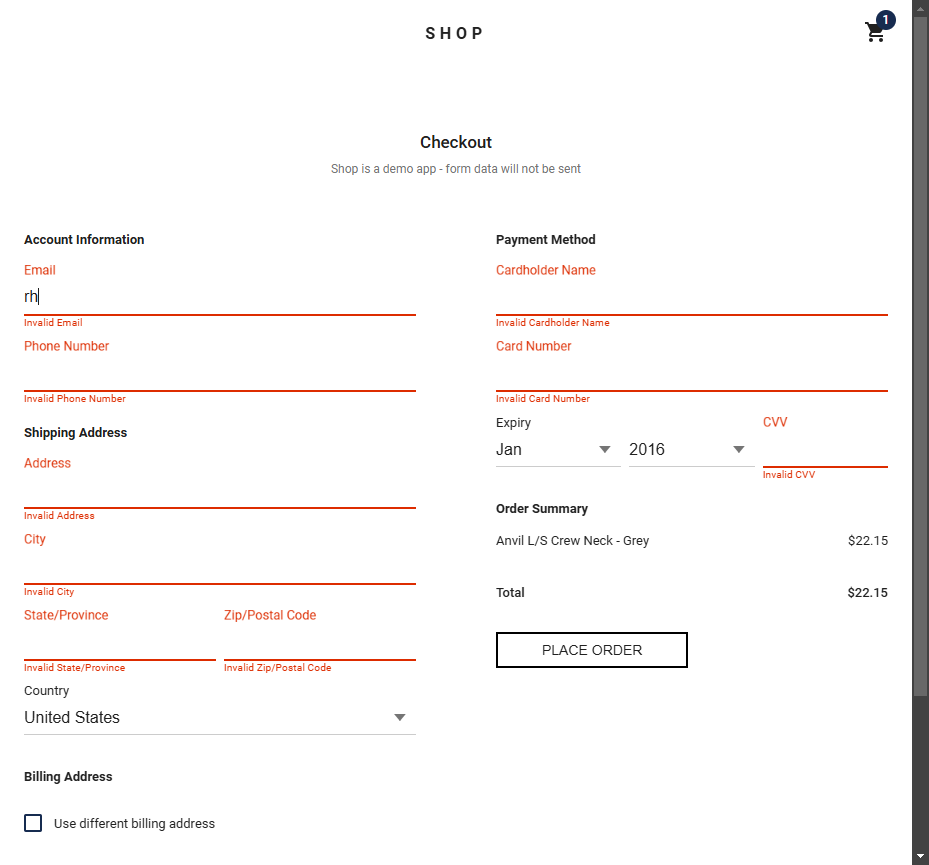 SHOP
1
Checkout
Shop is a demo app - form data will not be sent
Account Information
Email
rh
Invalid Email
Phone Number
Invalid Phone Number
Shipping Address
Address
Invalid Address
City
Invalid City
State/Province Zip/Postal Code
Invalid State/Province Invalid Zip/Postal Code
Country
United States
Billing Address
Use different billing address
Payment Method
Cardholder Name
Invalid Cardholder Name
Card Number
Invalid Card Number
Expiry CVV
Jan 2016
Invalid CVV
Order Summary
Anvil L/S Crew Neck - Grey $22.15
Total $22.15
PLACE ORDER